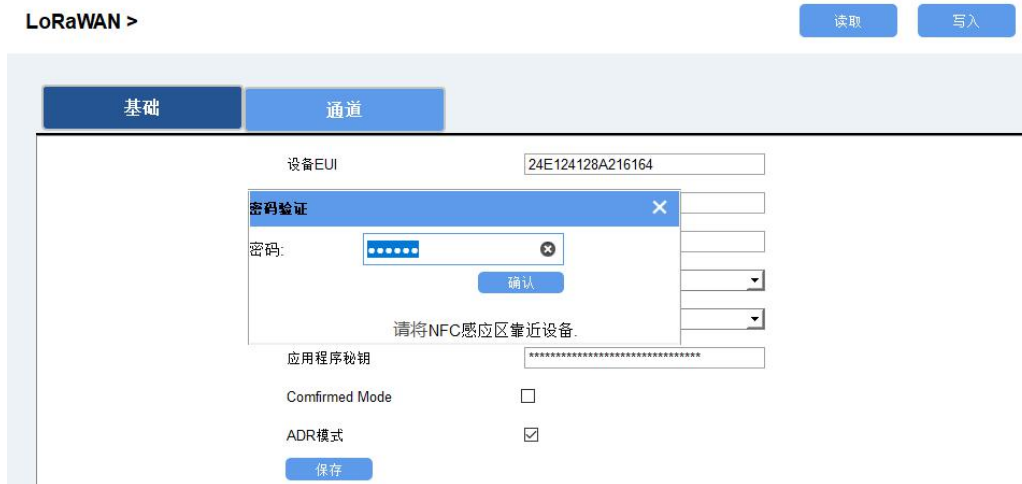 LoRaWAN >
读取
写入
基础
通道
设备EUI
24E124128A216164
密码验证
密码:
••••••
确认
请将NFC感应区靠近设备.
应用程序秘钥
********************************
Comfirmed Mode
ADR模式
保存